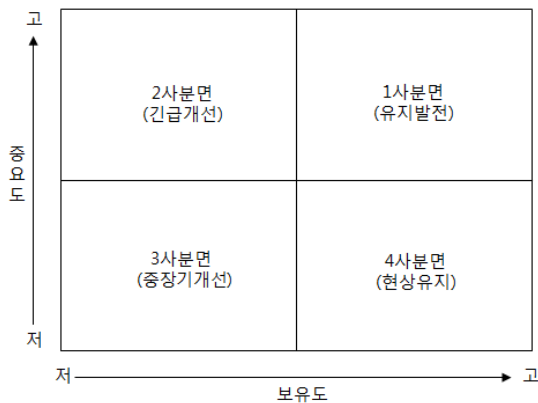 고
2사분면
(긴급개선)
1사분면
(유지발전)
중
요
도
3사분면
(중장기개선)
4사분면
(현상유지)
저
저
고
보유도